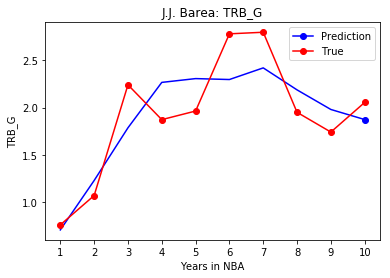 J.J. Barea: TRB_G
Prediction
True
2.5
2.0
1.5
1.0
TRB_G
1 2 3 4 5 6 7 8 9 10
Years in NBA